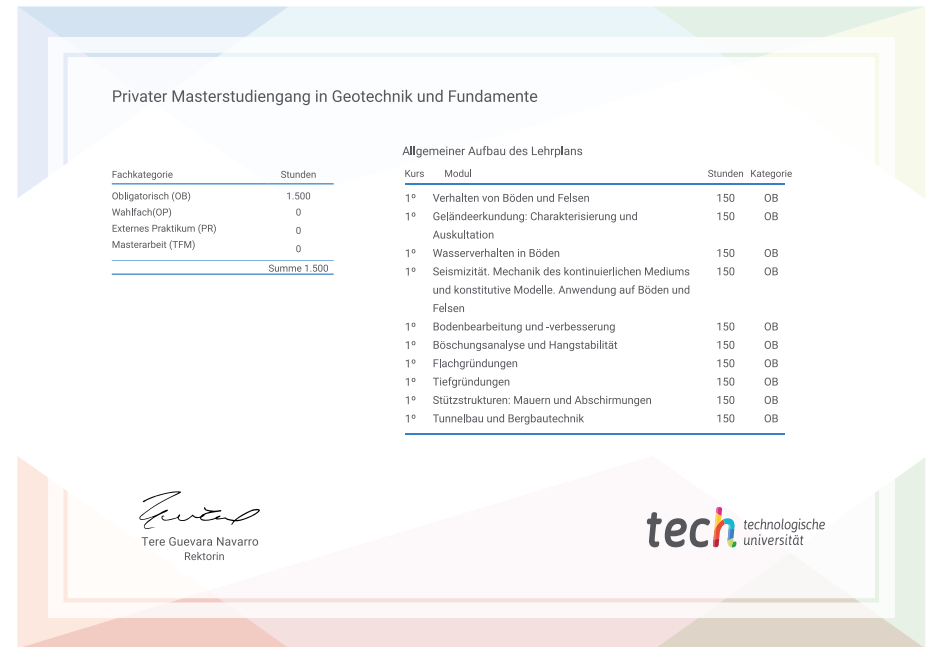 Privater Masterstudiengang in Geotechnik und Fundamente
Fachkategorie Stunden
Obligatorisch (OB) 1.500
Wahlfach(OP) 0
Externes Praktikum (PR) 0
Masterarbeit (TFM) 0
Summe 1.500
Allgemeiner Aufbau des Lehrplans
Kurs Modul Stunden Kategorie
1º Verhalten von Böden und Felsen 150 OB
1º Geländeerkundung: Charakterisierung und 150 OB
Auskultation
1º Wasserverhalten in Böden 150 OB
1º Seismizität. Mechanik des kontinuierlichen Mediums 150 OB
und konstitutive Modelle. Anwendung auf Böden und
Felsen
1º Bodenbearbeitung und -verbesserung 150 OB
1º Böschungsanalyse und Hangstabilität 150 OB
1º Flachgründungen 150 OB
1º Tiefgründungen 150 OB
1º Stützstrukturen: Mauern und Abschirmungen 150 OB
1º Tunnelbau und Bergbautechnik 150 OB
Tere Guevara Navarro
Rektorin
tech technologische
universität